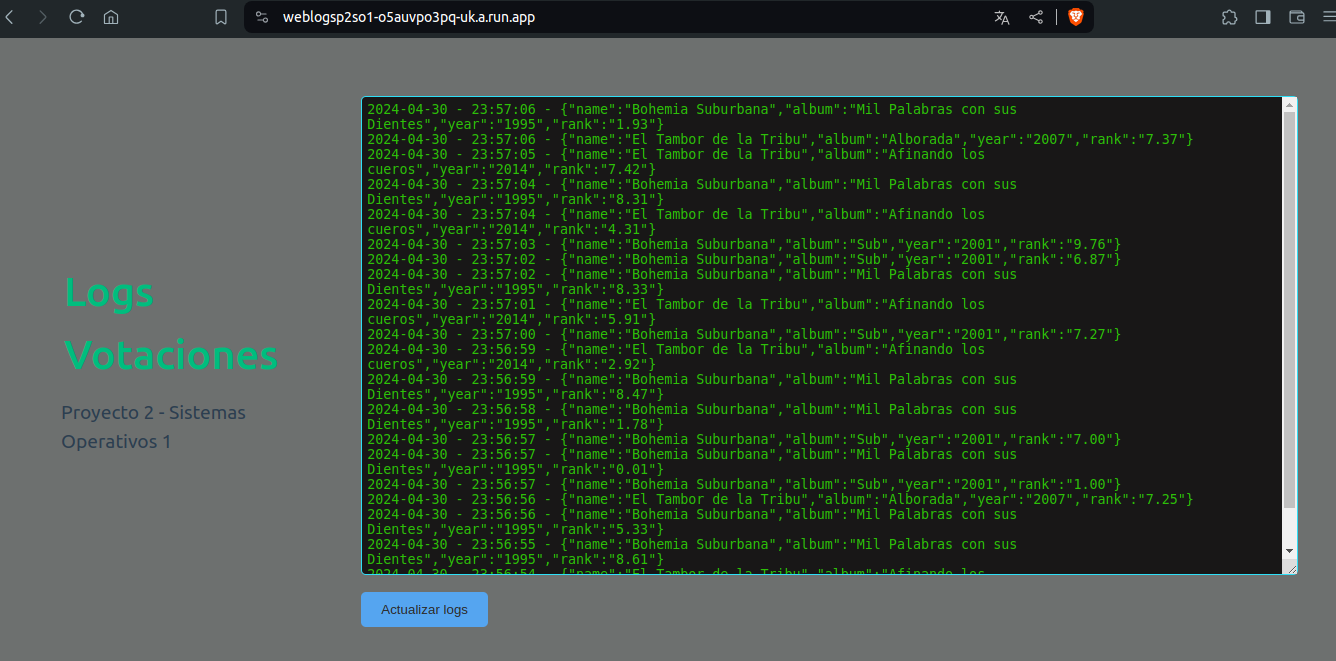 weblogsp2so1-o5auvpo3pq-uk.a.run.app
Logs
Votaciones
Proyecto 2 - Sistemas
Operativos 1
2024-04-30 - 23:57:06 - {"name":"Bohemia Suburbana","album":"Mil Palabras con sus
Dientes","year":"1995","rank":"1.93"}
2024-04-30 - 23:57:06 - {"name":"El Tambor de la Tribu","album":"Alborada","year":"2007","rank":"7.37"}
2024-04-30 - 23:57:05 - {"name":"El Tambor de la Tribu","album":"Afinando los
cueros","year":"2014","rank":"7.42"}
2024-04-30 - 23:57:04 - {"name":"Bohemia Suburbana","album":"Mil Palabras con sus
Dientes","year":"1995","rank":"8.31"}
2024-04-30 - 23:57:04 - {"name":"El Tambor de la Tribu","album":"Afinando los
cueros","year":"2014","rank":"4.31"}
2024-04-30 - 23:57:03 - {"name":"Bohemia Suburbana","album":"Sub","year":"2001","rank":"9.76"}
2024-04-30 - 23:57:02 - {"name":"Bohemia Suburbana","album":"Sub","year":"2001","rank":"6.87"}
2024-04-30 - 23:57:02 - {"name":"Bohemia Suburbana","album":"Mil Palabras con sus
Dientes","year":"1995","rank":"8.33"}
2024-04-30 - 23:57:01 - {"name":"El Tambor de la Tribu","album":"Afinando los
cueros","year":"2014","rank":"5.91"}
2024-04-30 - 23:57:00 - {"name":"Bohemia Suburbana","album":"Sub","year":"2001","rank":"7.27"}
2024-04-30 - 23:56:59 - {"name":"El Tambor de la Tribu","album":"Afinando los
cueros","year":"2014","rank":"2.92"}
2024-04-30 - 23:56:59 - {"name":"Bohemia Suburbana","album":"Mil Palabras con sus
Dientes","year":"1995","rank":"8.47"}
2024-04-30 - 23:56:58 - {"name":"Bohemia Suburbana","album":"Mil Palabras con sus
Dientes","year":"1995","rank":"1.78"}
2024-04-30 - 23:56:57 - {"name":"Bohemia Suburbana","album":"Sub","year":"2001","rank":"7.00"}
2024-04-30 - 23:56:57 - {"name":"Bohemia Suburbana","album":"Mil Palabras con sus
Dientes","year":"1995","rank":"0.01"}
2024-04-30 - 23:56:57 - {"name":"Bohemia Suburbana","album":"Sub","year":"2001","rank":"1.00"}
2024-04-30 - 23:56:56 - {"name":"El Tambor de la Tribu","album":"Alborada","year":"2007","rank":"7.25"}
2024-04-30 - 23:56:56 - {"name":"Bohemia Suburbana","album":"Mil Palabras con sus
Dientes","year":"1995","rank":"5.33"}
2024-04-30 - 23:56:55 - {"name":"Bohemia Suburbana","album":"Mil Palabras con sus
Dientes","year":"1995","rank":"8.61"}
2024-04-30 - 23:56:54 - {"name":"El Tambor de la Tribu","album":"Afinando los
Actualizar logs